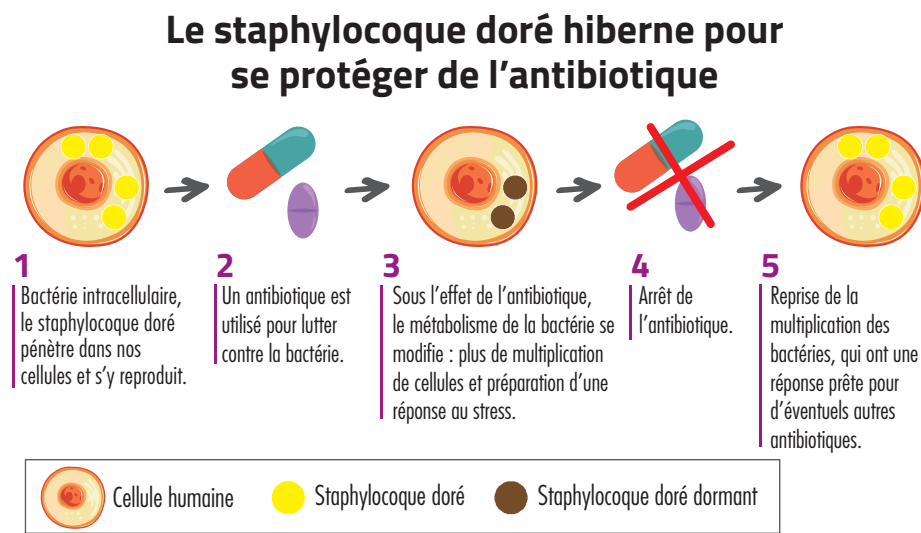 Le staphylocoque doré hiberne pour
se protéger de l'antibiotique
1
Bactérie intracellulaire,
le staphylocoque doré
pénètre dans nos
cellules et s'y reproduit.
2
Un antibiotique est
utilisé pour lutter
contre la bactérie.
3
Sous l'effet de l'antibiotique,
le métabolisme de la bactérie se
modifie : plus de multiplication
de cellules et préparation d'une
réponse au stress.
4
Arrêt de
l'antibiotique.
5
Reprise de la
multiplication des
bactéries, qui ont une
réponse prête pour
d'éventuels autres
antibiotiques.
Cellule humaine
Staphylocoque doré
Staphylocoque doré dormant